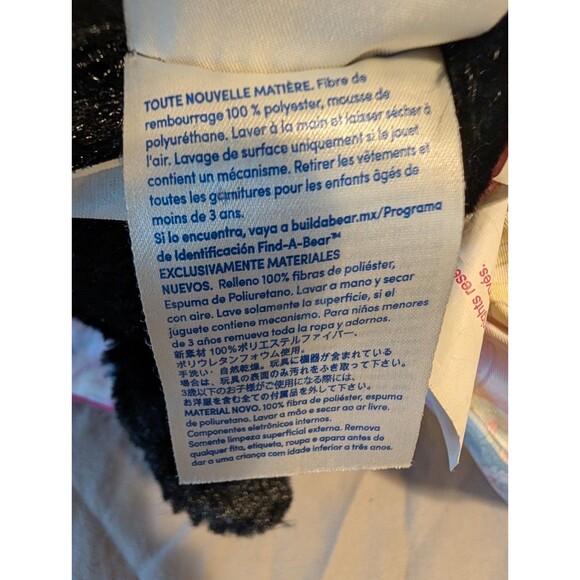 TOUTE NOUVELLE MATIÈRE. Fibre de
rembourrage 100 % polyester, mousse de
polyuréthane. Laver à la main et laisser sécher à
l'air. Lavage de surface uniquement si le jouet
contient un mécanisme. Retirer les vêtements et
toutes les garnitures pour les enfants âgés de
moins de 3 ans.
Si lo encuentra, vaya a buildabear.mx/Programa
de Identificación Find-A-Bear™
EXCLUSIVAMENTE MATERIALES
NUEVOS. Relleno 100% fibras de poliéster,
Espuma de Poliuretano. Lavar a mano y secar
con aire. Lave solamente la superficie, si el
juguete contiene mecanismo. Para niños menores
de 3 años remueva toda la ropa y adornos.
新素材 100%ポリエステルファイバー、
ポリウレタンフォウム使用。
手洗い、自然乾燥。玩具に機器が含まれている
場合は、玩具の表面のみ汚れをふき取って下さい。
3歳以下のお子様がご使用になる際には、
お洋服を含む全ての付属品を外して下さい。
MATERIAL NOVO. 100% fibra de poliéster, espuma
de poliuretano. Lavar a mão e secar ao ar livre.
Componentes eletrônicos internos.
Somente limpeza superficial externa. Remova
qualquer fita, etiqueta, roupa e apara antes de
dar a uma criança com idade inferior a três anos.
ghts rese
ves.